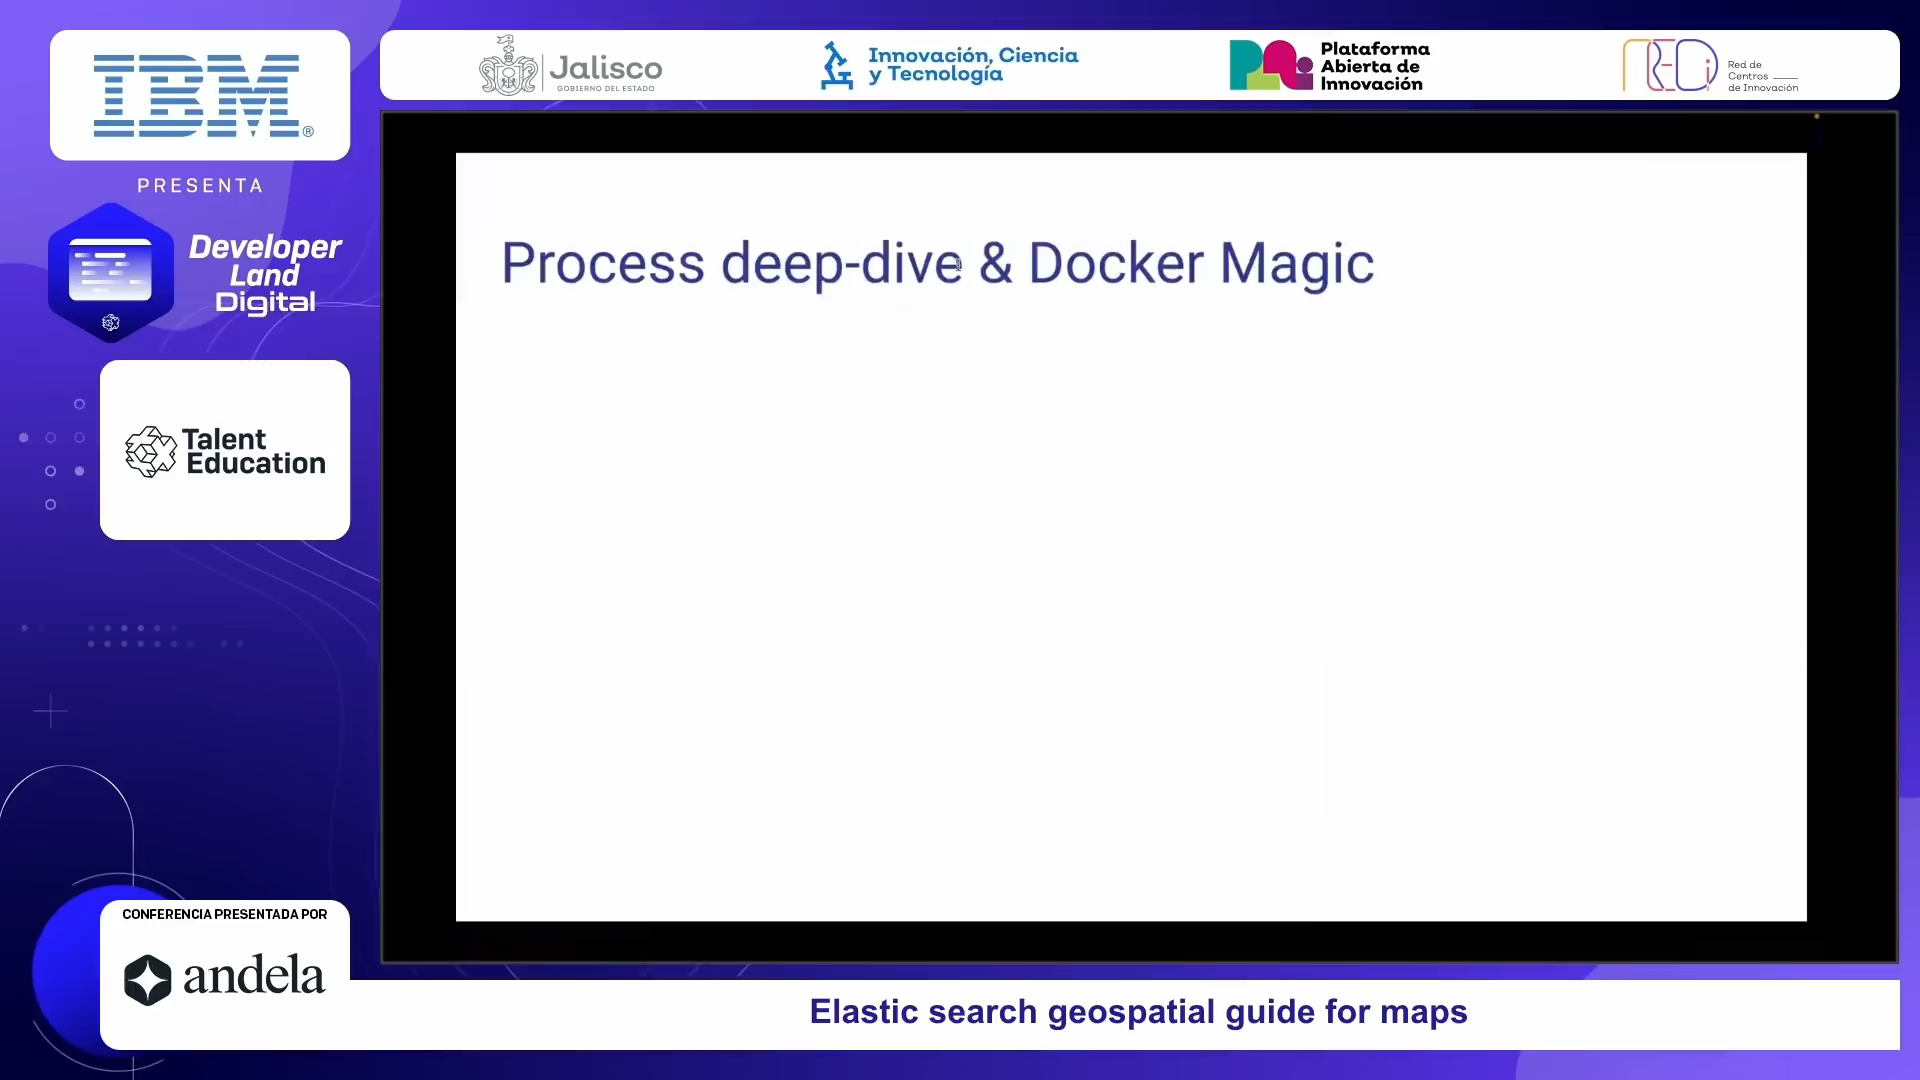 IBM®
PRESENTA
Developer
Land
Digital
Talent
Education
CONFERENCIA PRESENTADA POR
andela
Jalisco
GOBIERNO DEL ESTADO
Innovación, Ciencia
y Tecnología
Plataforma
Abierta de
Innovación
REDi
Red de
Centros
de Innovación
Process deep-dive & Docker Magic
Elastic search geospatial guide for maps